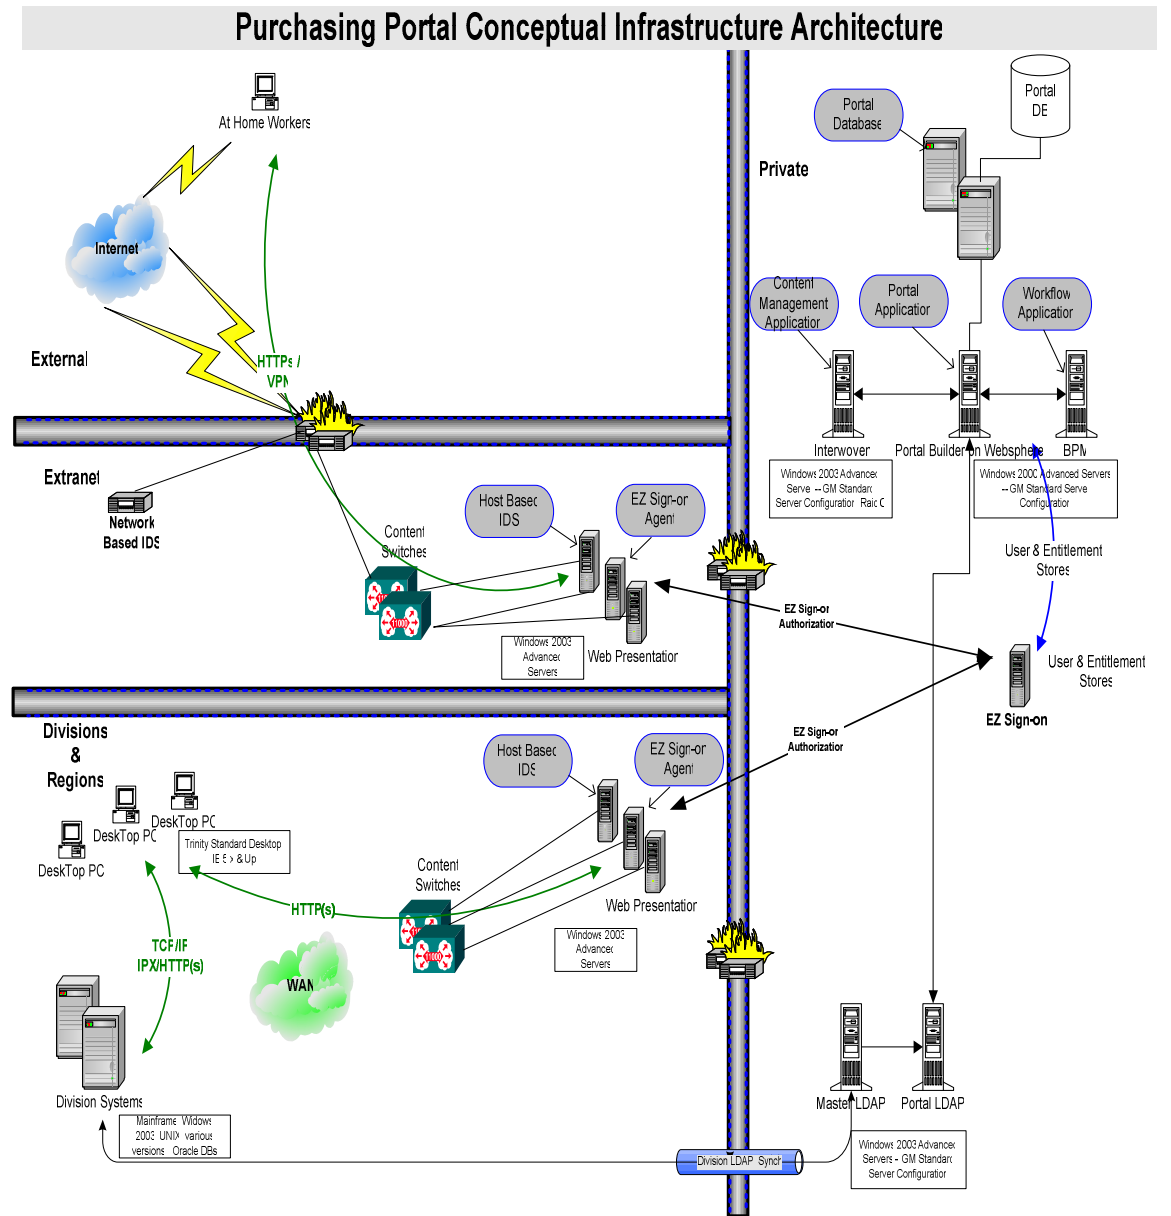 Purchasing Portal Conceptual Infrastructure Architecture
At Home Workers
Internet
External
HTTPs /
VPN
Extranet
Network
Based IDS
Content
Switches
Host Based
IDS
EZ Sign-on
Agent
Windows 2003
Advanced
Servers
Web Presentation
Private
Portal
Database
Portal
DE
Content
Management
Application
Portal
Application
Workflow
Application
Interwoven
Portal Builder on Websphere
BPM
Windows 2003 Advanced
Server -- GM Standard
Server Configuration Raid C
Windows 2000 Advanced Servers
-- GM Standard Server
Configuration
User & Entitlement
Stores
EZ Sign-or
Authorization
User & Entitlement
Stores
EZ Sign-on
EZ Sign-or
Authorization
Divisions
&
Regions
DeskTop PC
DeskTop PC
DeskTop PC
Trinity Standard Desktop
IE 5.x & Up
Host Based
IDS
EZ Sign-on
Agent
Content
Switches
HTTP(s)
Web Presentation
Windows 2003
Advanced
Servers
TCP/IP
IPX/HTTP(s)
WAN
11000
11000
Division Systems
Mainframe Widows
2003 UNIX various
versions Oracle DBs
Master LDAP
Portal LDAP
Windows 2003 Advanced
Servers -- GM Standard
Server Configuration
Division LDAP Synch